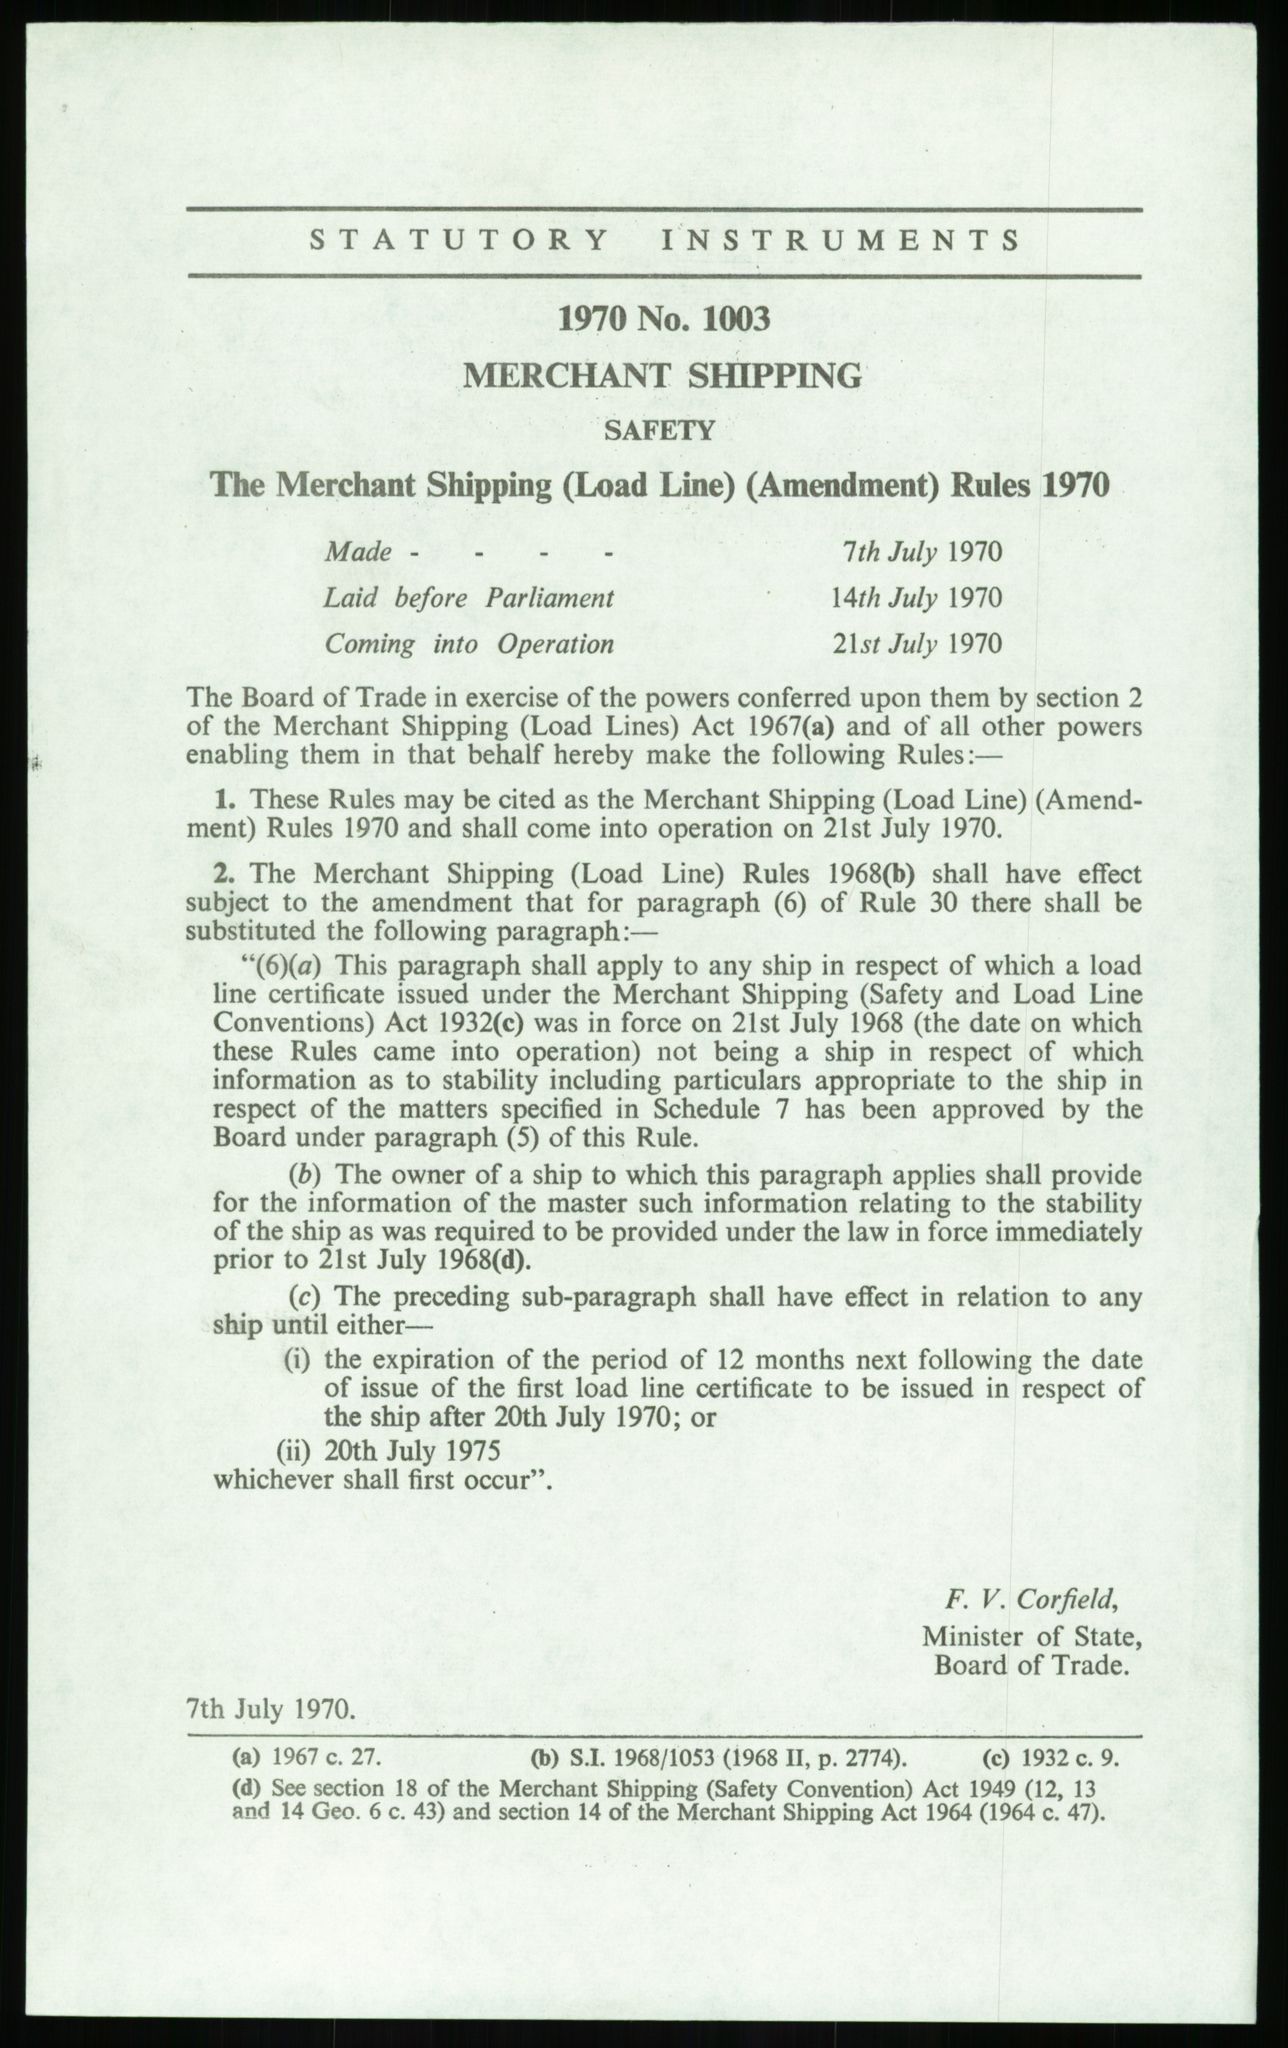 STATUTORY INSTRUMENTS
1970 No. 1003
MERCHANT SHIPPING
SAFETY
The Merchant Shipping (Load Line) (Amendment) Rules 1970
Made - - - - 7th July 1970
Laid before Parliament 14th July 1970
Coming into Operation 21st July 1970
The Board of Trade in exercise of the powers conferred upon them by section 2
of the Merchant Shipping (Load Lines) Act 1967(a) and of all other powers
enabling them in that behalf hereby make the following Rules:—
1. These Rules may be cited as the Merchant Shipping (Load Line) (Amend-
ment) Rules 1970 and shall come into operation on 21st July 1970.
2. The Merchant Shipping (Load Line) Rules 1968(b) shall have effect
subject to the amendment that for paragraph (6) of Rule 30 there shall be
substituted the following paragraph:—
“(6)(a) This paragraph shall apply to any ship in respect of which a load
line certificate issued under the Merchant Shipping (Safety and Load Line
Conventions) Act 1932(c) was in force on 21st July 1968 (the date on which
these Rules came into operation) not being a ship in respect of which
information as to stability including particulars appropriate to the ship in
respect of the matters specified in Schedule 7 has been approved by the
Board under paragraph (5) of this Rule.
(b) The owner of a ship to which this paragraph applies shall provide
for the information of the master such information relating to the stability
of the ship as was required to be provided under the law in force immediately
prior to 21st July 1968(d).
(c) The preceding sub-paragraph shall have effect in relation to any
ship until either—
(i) the expiration of the period of 12 months next following the date
of issue of the first load line certificate to be issued in respect of
the ship after 20th July 1970; or
(ii) 20th July 1975
whichever shall first occur”.
F. V. Corfield,
Minister of State,
Board of Trade.
7th July 1970.
(a) 1967 c. 27. (b) S.I. 1968/1053 (1968 II, p. 2774). (c) 1932 c. 9.
(d) See section 18 of the Merchant Shipping (Safety Convention) Act 1949 (12, 13
and 14 Geo. 6 c. 43) and section 14 of the Merchant Shipping Act 1964 (1964 c. 47).